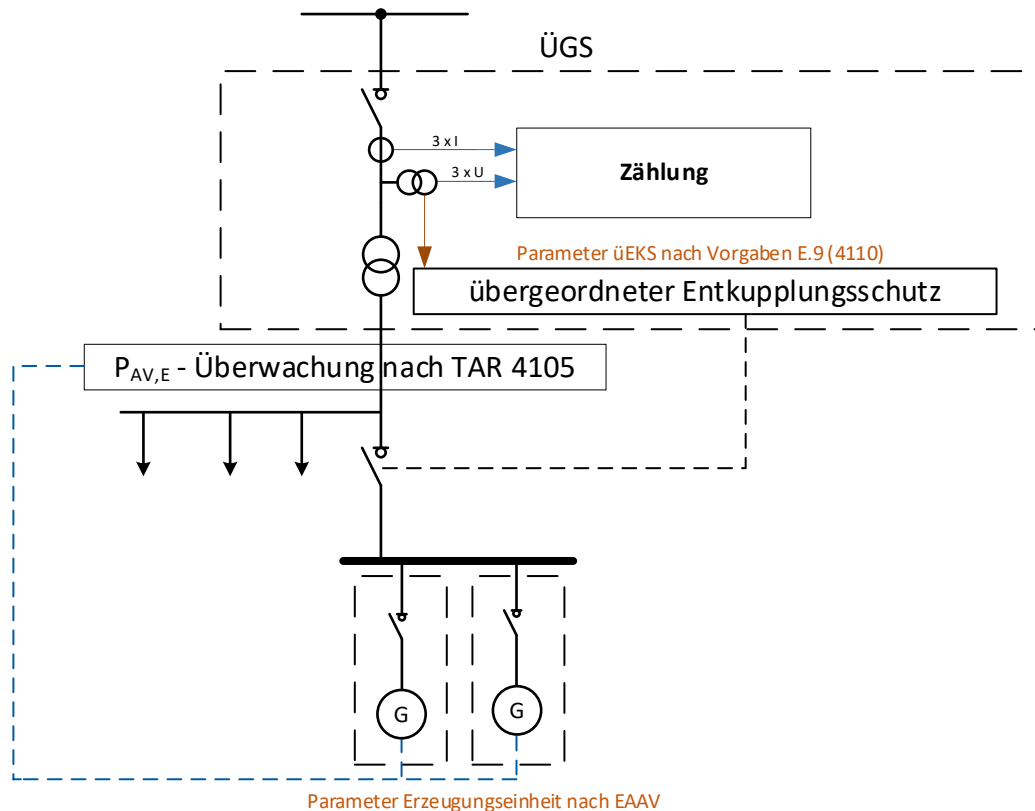 ÜGS
3 x I
3 x U
Zählung
Parameter üEKS nach Vorgaben E.9 (4110)
übergeordneter Entkupplungsschutz
P_AV,E - Überwachung nach TAR 4105
G
G
Parameter Erzeugungseinheit nach EAAV